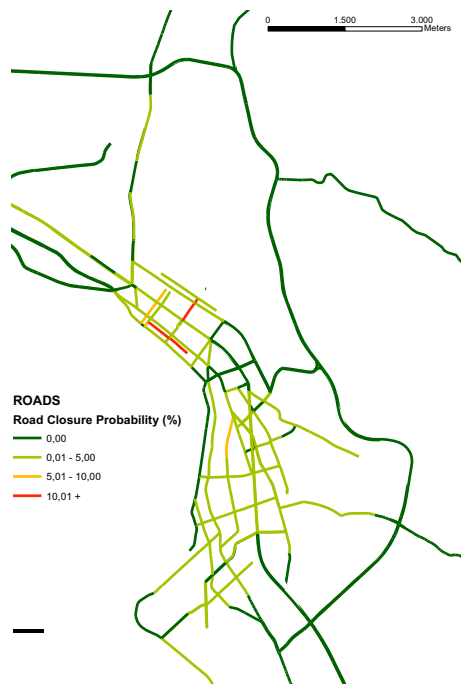 0 1.500 3.000
Meters
ROADS
Road Closure Probability (%)
0,00
0,01 - 5,00
5,01 - 10,00
10,01 +